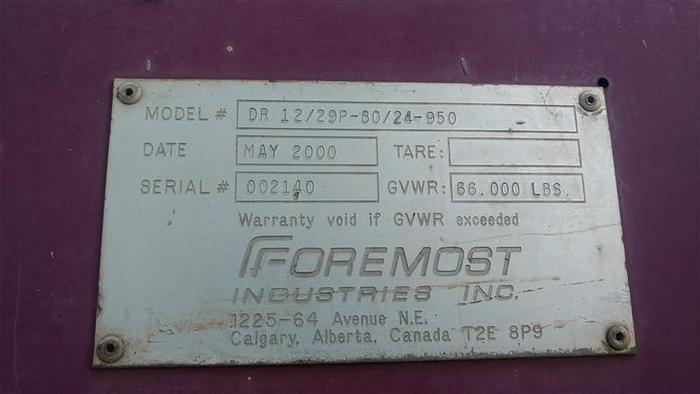 MODEL # DR 12/29P-80/24-950
DATE MAY 2000 TARE:
SERIAL # 002140 GVWR: 66.000 LBS.
Warranty void if GVWR exceeded
FOREMOST
INDUSTRIES INC.
1225-64 Avenue N.E.
Calgary, Alberta, Canada T2E 8P9